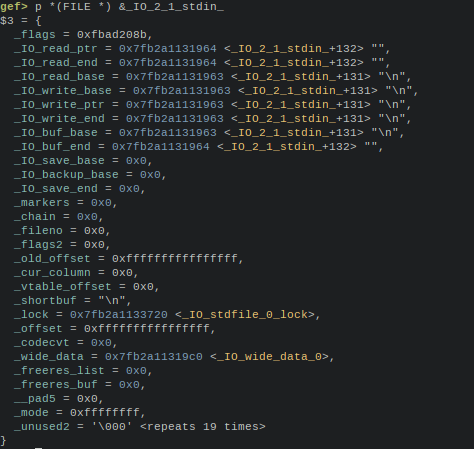 gef> p *(FILE *) &_IO_2_1_stdin_
$3 = {
  _flags = 0xfbad208b,
  _IO_read_ptr = 0x7fb2a1131964 <_IO_2_1_stdin_+132> "",
  _IO_read_end = 0x7fb2a1131964 <_IO_2_1_stdin_+132> "",
  _IO_read_base = 0x7fb2a1131963 <_IO_2_1_stdin_+131> "\n",
  _IO_write_base = 0x7fb2a1131963 <_IO_2_1_stdin_+131> "\n",
  _IO_write_ptr = 0x7fb2a1131963 <_IO_2_1_stdin_+131> "\n",
  _IO_write_end = 0x7fb2a1131963 <_IO_2_1_stdin_+131> "\n",
  _IO_buf_base = 0x7fb2a1131963 <_IO_2_1_stdin_+131> "\n",
  _IO_buf_end = 0x7fb2a1131964 <_IO_2_1_stdin_+132> "",
  _IO_save_base = 0x0,
  _IO_backup_base = 0x0,
  _IO_save_end = 0x0,
  _markers = 0x0,
  _chain = 0x0,
  _fileno = 0x0,
  _flags2 = 0x0,
  _old_offset = 0xffffffffffffffff,
  _cur_column = 0x0,
  _vtable_offset = 0x0,
  _shortbuf = "\n",
  _lock = 0x7fb2a1133720 <_IO_stdfile_0_lock>,
  _offset = 0xffffffffffffffff,
  _codecvt = 0x0,
  _wide_data = 0x7fb2a11319c0 <_IO_wide_data_0>,
  _freeres_list = 0x0,
  _freeres_buf = 0x0,
  __pad5 = 0x0,
  _mode = 0xffffffff,
  _unused2 = '\000' <repeats 19 times>
}